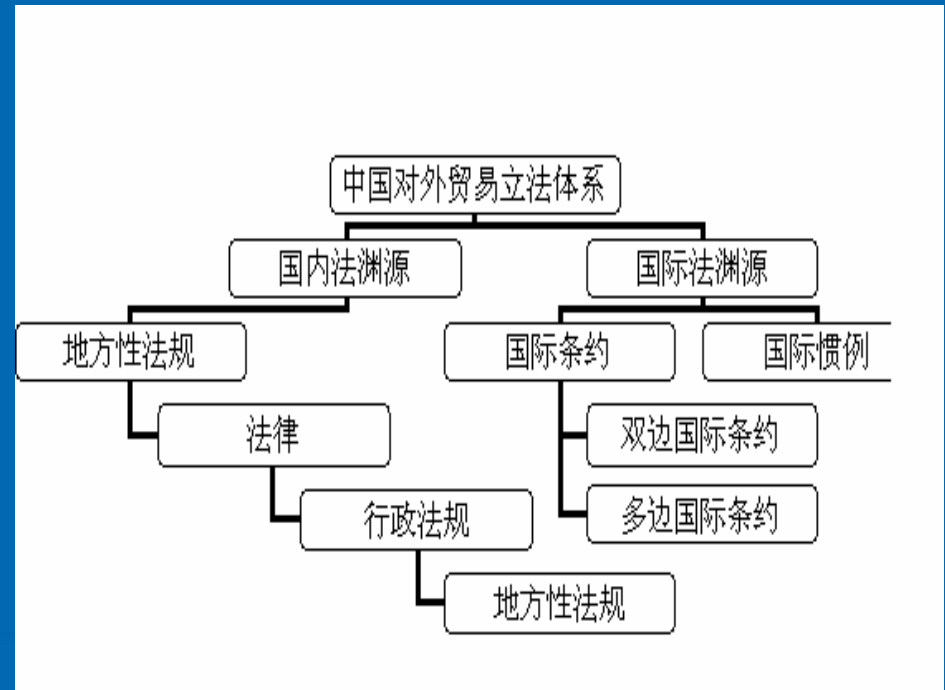 中国对外贸易立法体系
国内法渊源
国际法渊源
地方性法规
国际条约
国际惯例
法律
双边国际条约
行政法规
多边国际条约
地方性法规